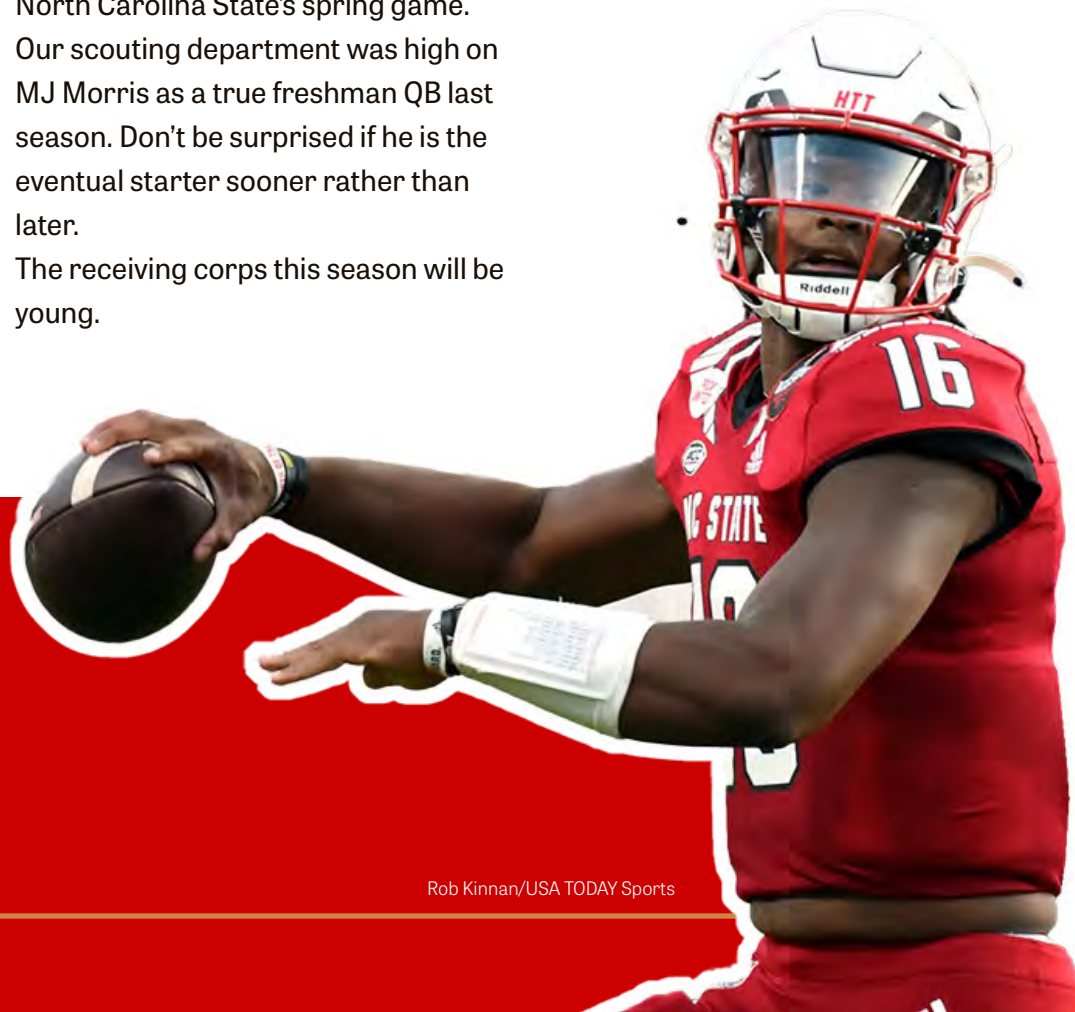 North Carolina State's spring game.
Our scouting department was high on
MJ Morris as a true freshman QB last
season. Don't be surprised if he is the
eventual starter sooner rather than
later.
The receiving corps this season will be
young.
HTT
Riddell
16
NC STATE
16
Rob Kinnan/USA TODAY Sports